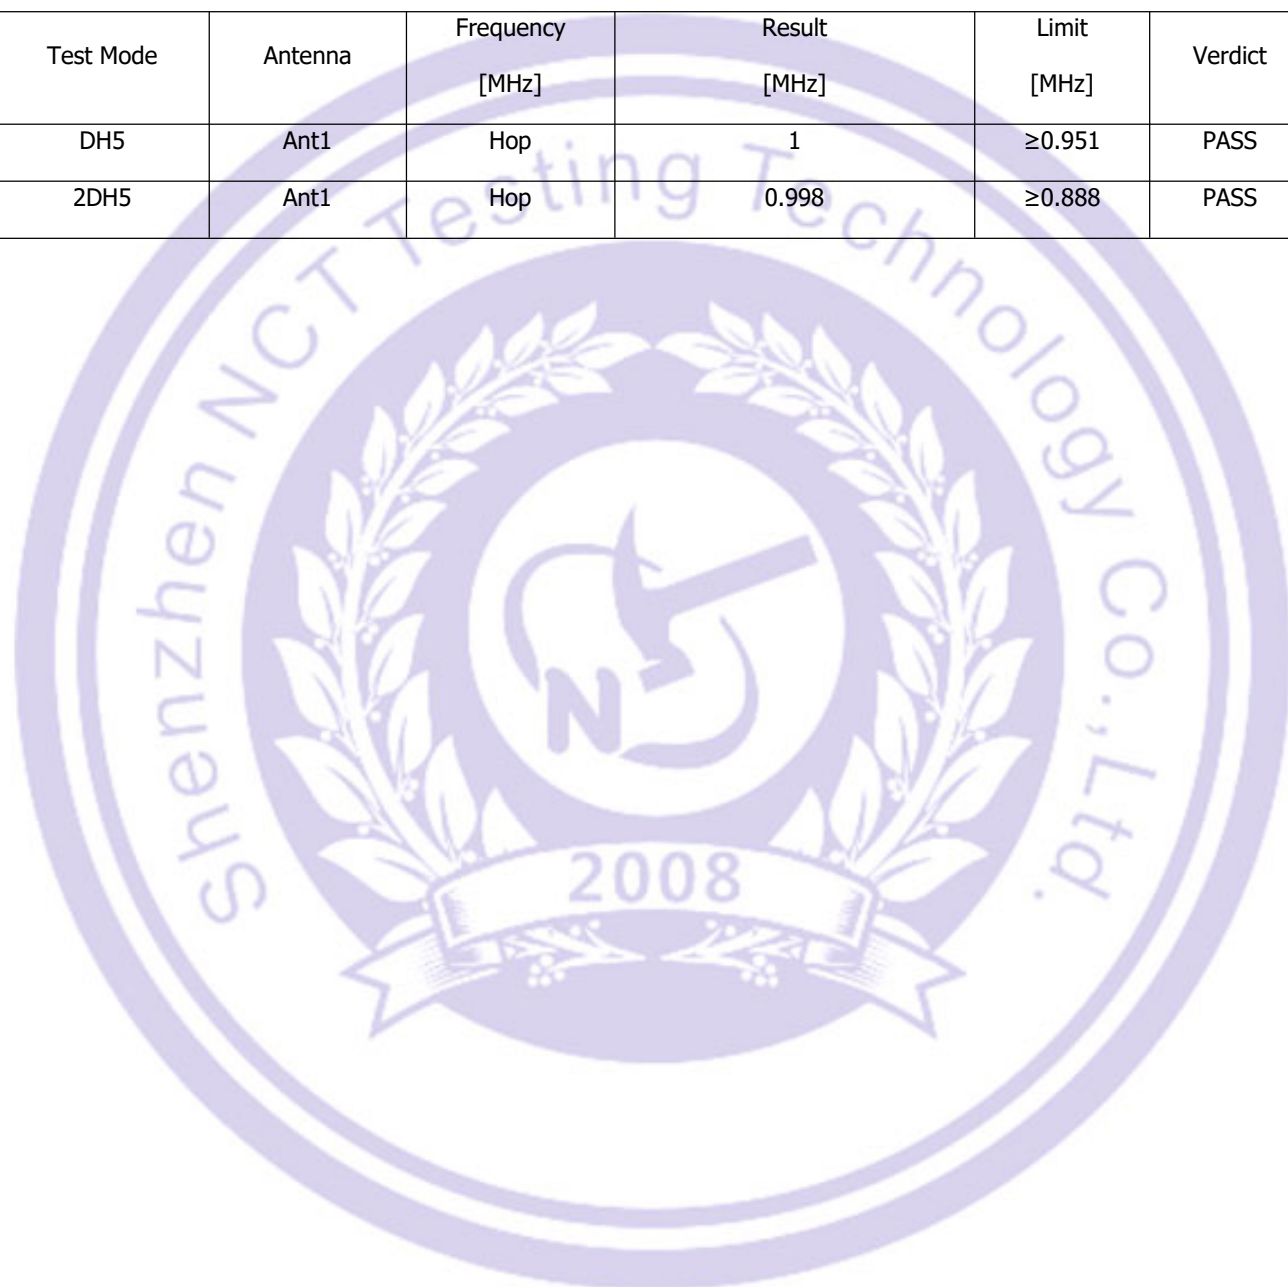 Test Mode Antenna Frequency [MHz] Result [MHz] Limit [MHz] Verdict
DH5 Ant1 Hop 1 ≥0.951 PASS
2DH5 Ant1 Hop 0.998 ≥0.888 PASS
Shenzhen NCT Testing Technology Co.,Ltd.
N
2008